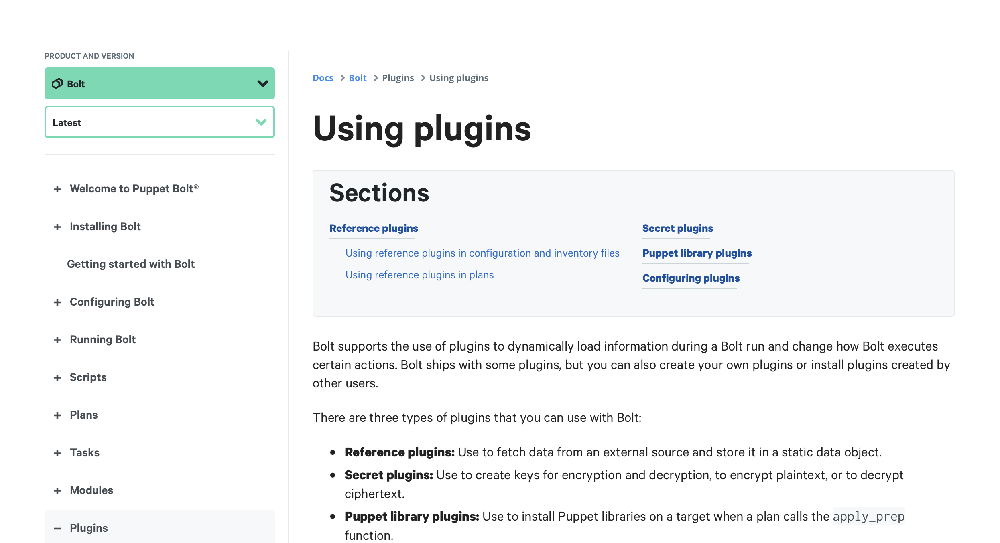 PRODUCT AND VERSION
Bolt
Latest
+ Welcome to Puppet Bolt®
+ Installing Bolt
Getting started with Bolt
+ Configuring Bolt
+ Running Bolt
+ Scripts
+ Plans
+ Tasks
+ Modules
− Plugins
Docs > Bolt > Plugins > Using plugins
Using plugins
Sections
Reference plugins
Using reference plugins in configuration and inventory files
Using reference plugins in plans
Secret plugins
Puppet library plugins
Configuring plugins
Bolt supports the use of plugins to dynamically load information during a Bolt run and change how Bolt executes
certain actions. Bolt ships with some plugins, but you can also create your own plugins or install plugins created by
other users.
There are three types of plugins that you can use with Bolt:
• Reference plugins: Use to fetch data from an external source and store it in a static data object.
• Secret plugins: Use to create keys for encryption and decryption, to encrypt plaintext, or to decrypt
ciphertext.
• Puppet library plugins: Use to install Puppet libraries on a target when a plan calls the apply_prep
function.